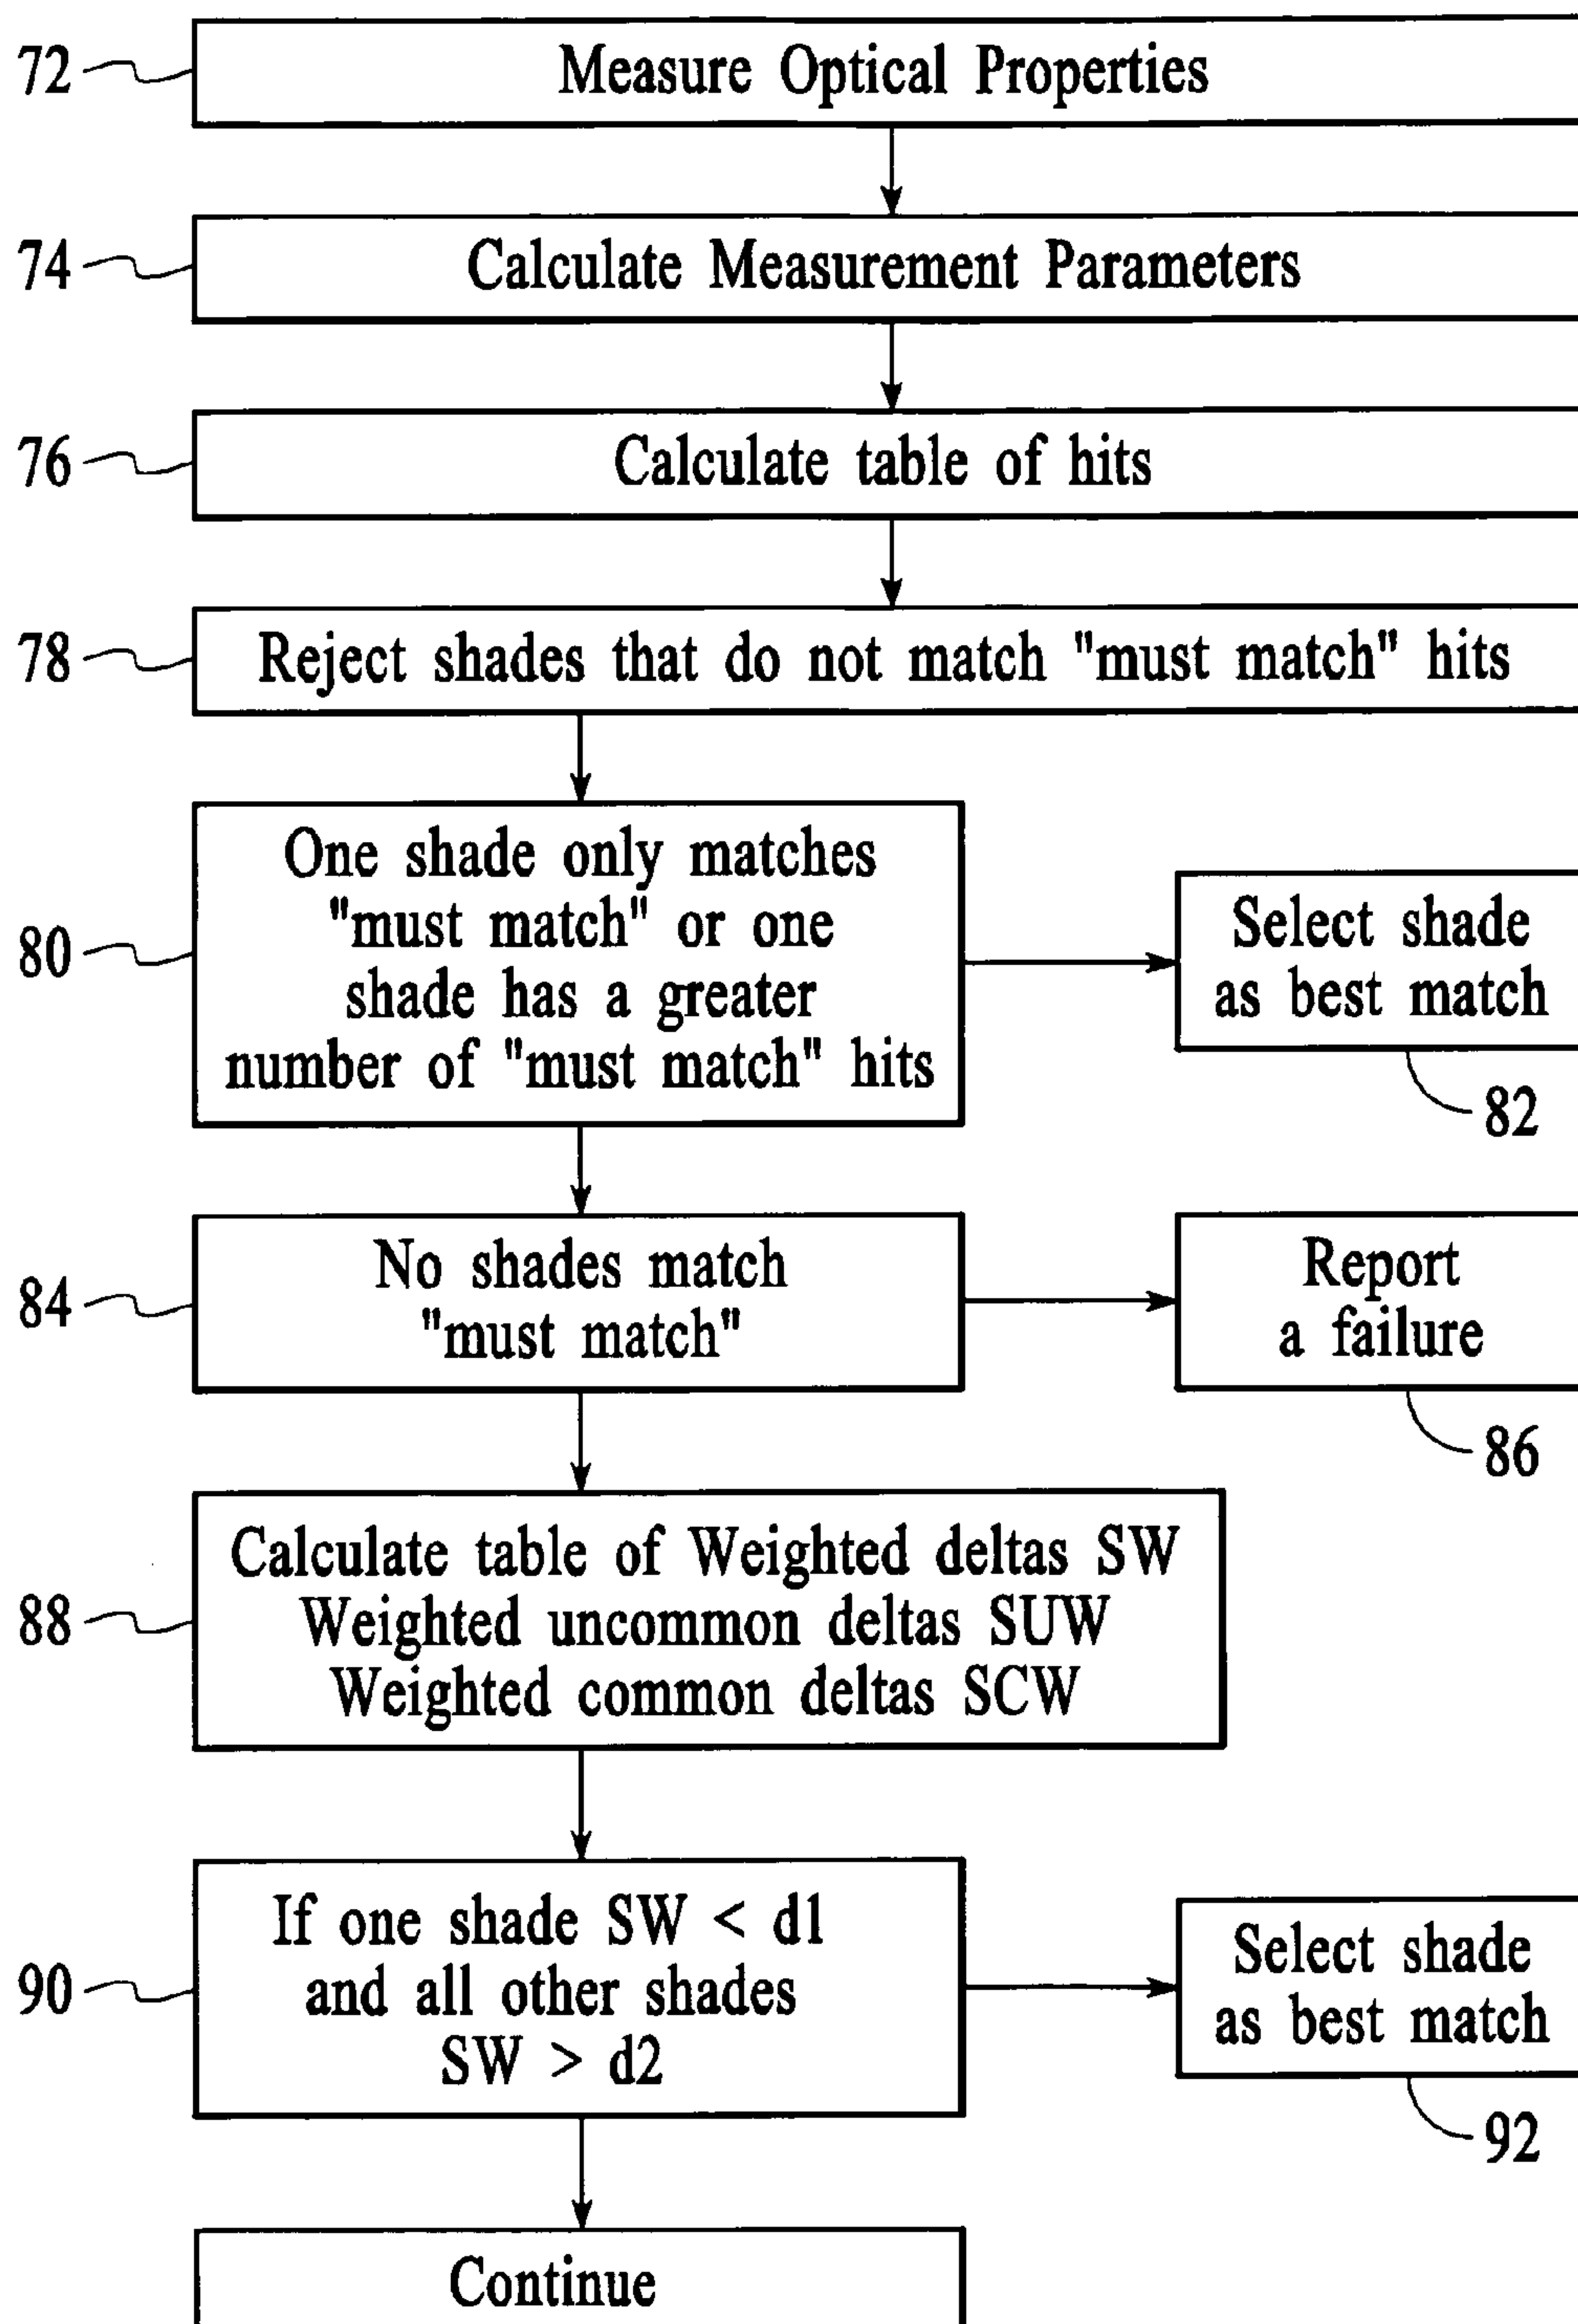 72
Measure Optical Properties
74
Calculate Measurement Parameters
76
Calculate table of hits
78
Reject shades that do not match "must match" hits
80
One shade only matches
"must match" or one
shade has a greater
number of "must match" hits
Select shade
as best match
82
84
No shades match
"must match"
Report
a failure
86
88
Calculate table of Weighted deltas SW
Weighted uncommon deltas SUW
Weighted common deltas SCW
90
If one shade SW < d1
and all other shades
SW > d2
Select shade
as best match
92
Continue